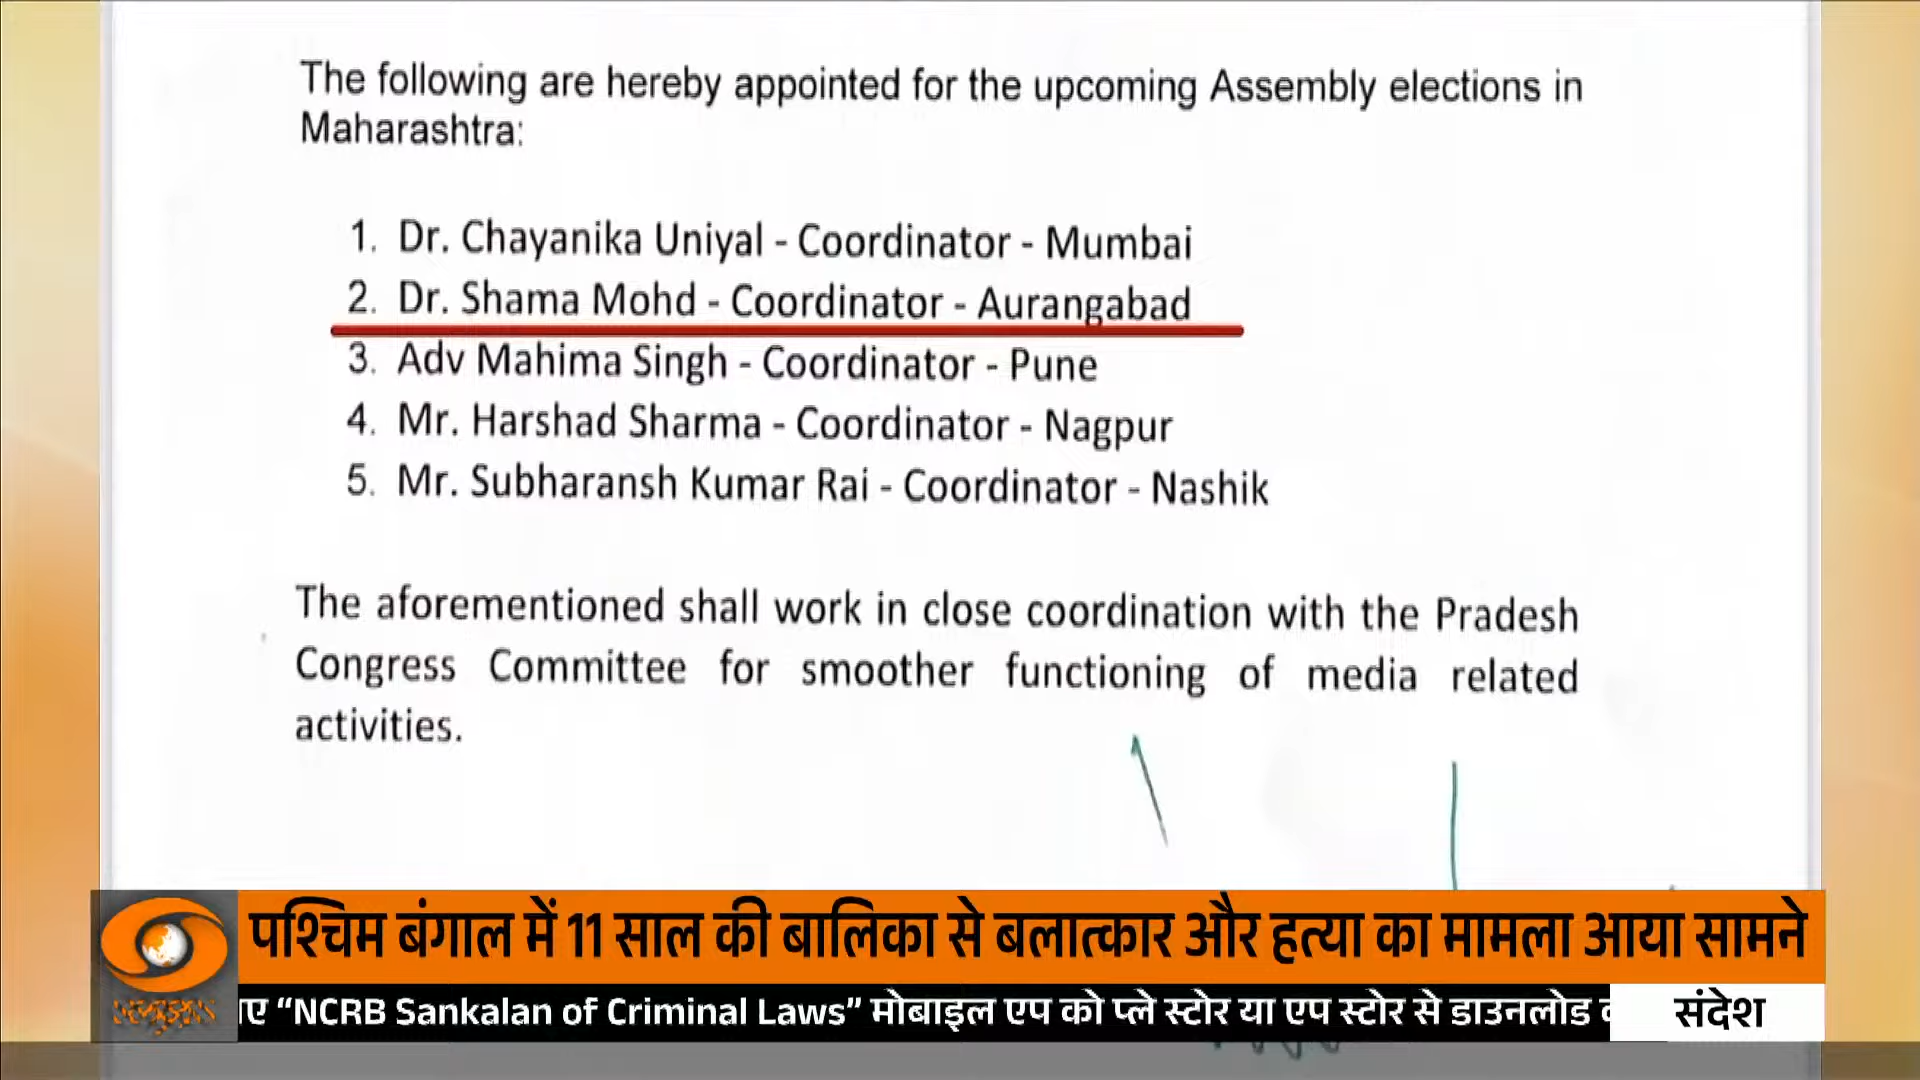 The following are hereby appointed for the upcoming Assembly elections in
Maharashtra:
1. Dr. Chayanika Uniyal - Coordinator - Mumbai
2. Dr. Shama Mohd - Coordinator - Aurangabad
3. Adv Mahima Singh - Coordinator - Pune
4. Mr. Harshad Sharma - Coordinator - Nagpur
5. Mr. Subharansh Kumar Rai - Coordinator - Nashik
The aforementioned shall work in close coordination with the Pradesh
Congress Committee for smoother functioning of media related
activities.
पश्चिम बंगाल में 11 साल की बालिका से बलात्कार और हत्या का मामला आया सामने
“NCRB Sankalan of Criminal Laws” मोबाइल एप को प्ले स्टोर या एप स्टोर से डाउनलोड
संदेश